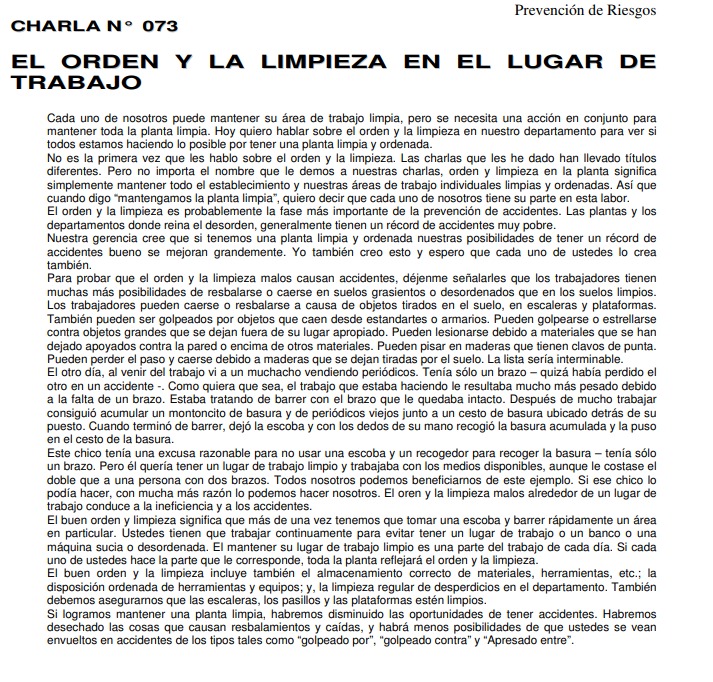 Prevención de Riesgos
CHARLA N° 073
EL ORDEN Y LA LIMPIEZA EN EL LUGAR DE
TRABAJO
Cada uno de nosotros puede mantener su área de trabajo limpia, pero se necesita una acción en conjunto para
mantener toda la planta limpia. Hoy quiero hablar sobre el orden y la limpieza en nuestro departamento para ver si
todos estamos haciendo lo posible por tener una planta limpia y ordenada.
No es la primera vez que les hablo sobre el orden y la limpieza. Las charlas que les he dado han llevado títulos
diferentes. Pero no importa el nombre que le demos a nuestras charlas, orden y limpieza en la planta significa
simplemente mantener todo el establecimiento y nuestras áreas de trabajo individuales limpias y ordenadas. Así que
cuando digo “mantengamos la planta limpia”, quiero decir que cada uno de nosotros tiene su parte en esta labor.
El orden y la limpieza es probablemente la fase más importante de la prevención de accidentes. Las plantas y los
departamentos donde reina el desorden, generalmente tienen un récord de accidentes muy pobre.
Nuestra gerencia cree que si tenemos una planta limpia y ordenada nuestras posibilidades de tener un récord de
accidentes bueno se mejoran grandemente. Yo también creo esto y espero que cada uno de ustedes lo crea
también.
Para probar que el orden y la limpieza malos causan accidentes, déjenme señalarles que los trabajadores tienen
muchas más posibilidades de resbalarse o caerse en suelos grasientos o desordenados que en los suelos limpios.
Los trabajadores pueden caerse o resbalarse a causa de objetos tirados en el suelo, en escaleras y plataformas.
También pueden ser golpeados por objetos que caen desde estandartes o armarios. Pueden golpearse o estrellarse
contra objetos grandes que se dejan fuera de su lugar apropiado. Pueden lesionarse debido a materiales que se han
dejado apoyados contra la pared o encima de otros materiales. Pueden pisar en maderas que tienen clavos de punta.
Pueden perder el paso y caerse debido a maderas que se dejan tiradas por el suelo. La lista sería interminable.
El otro día, al venir del trabajo vi a un muchacho vendiendo periódicos. Tenía sólo un brazo – quizá había perdido el
otro en un accidente -. Como quiera que sea, el trabajo que estaba haciendo le resultaba mucho más pesado debido
a la falta de un brazo. Estaba tratando de barrer con el brazo que le quedaba intacto. Después de mucho trabajar
consiguió acumular un montoncito de basura y de periódicos viejos junto a un cesto de basura ubicado detrás de su
puesto. Cuando terminó de barrer, dejó la escoba y con los dedos de su mano recogió la basura acumulada y la puso
en el cesto de la basura.
Este chico tenía una excusa razonable para no usar una escoba y un recogedor para recoger la basura – tenía sólo
un brazo. Pero él quería tener un lugar de trabajo limpio y trabajaba con los medios disponibles, aunque le costase el
doble que a una persona con dos brazos. Todos nosotros podemos beneficiarnos de este ejemplo. Si ese chico lo
podía hacer, con mucha más razón lo podemos hacer nosotros. El oren y la limpieza malos alrededor de un lugar de
trabajo conduce a la ineficiencia y a los accidentes.
El buen orden y limpieza significa que más de una vez tenemos que tomar una escoba y barrer rápidamente un área
en particular. Ustedes tienen que trabajar continuamente para evitar tener un lugar de trabajo o un banco o una
máquina sucia o desordenada. El mantener su lugar de trabajo limpio es una parte del trabajo de cada día. Si cada
uno de ustedes hace la parte que le corresponde, toda la planta reflejará el orden y la limpieza.
El buen orden y la limpieza incluye también el almacenamiento correcto de materiales, herramientas, etc.; la
disposición ordenada de herramientas y equipos; y, la limpieza regular de desperdicios en el departamento. También
debemos asegurarnos que las escaleras, los pasillos y las plataformas estén limpios.
Si logramos mantener una planta limpia, habremos disminuido las oportunidades de tener accidentes. Habremos
desechado las cosas que causan resbalamientos y caídas, y habrá menos posibilidades de que ustedes se vean
envueltos en accidentes de los tipos tales como “golpeado por”, “golpeado contra” y “Apresado entre”.